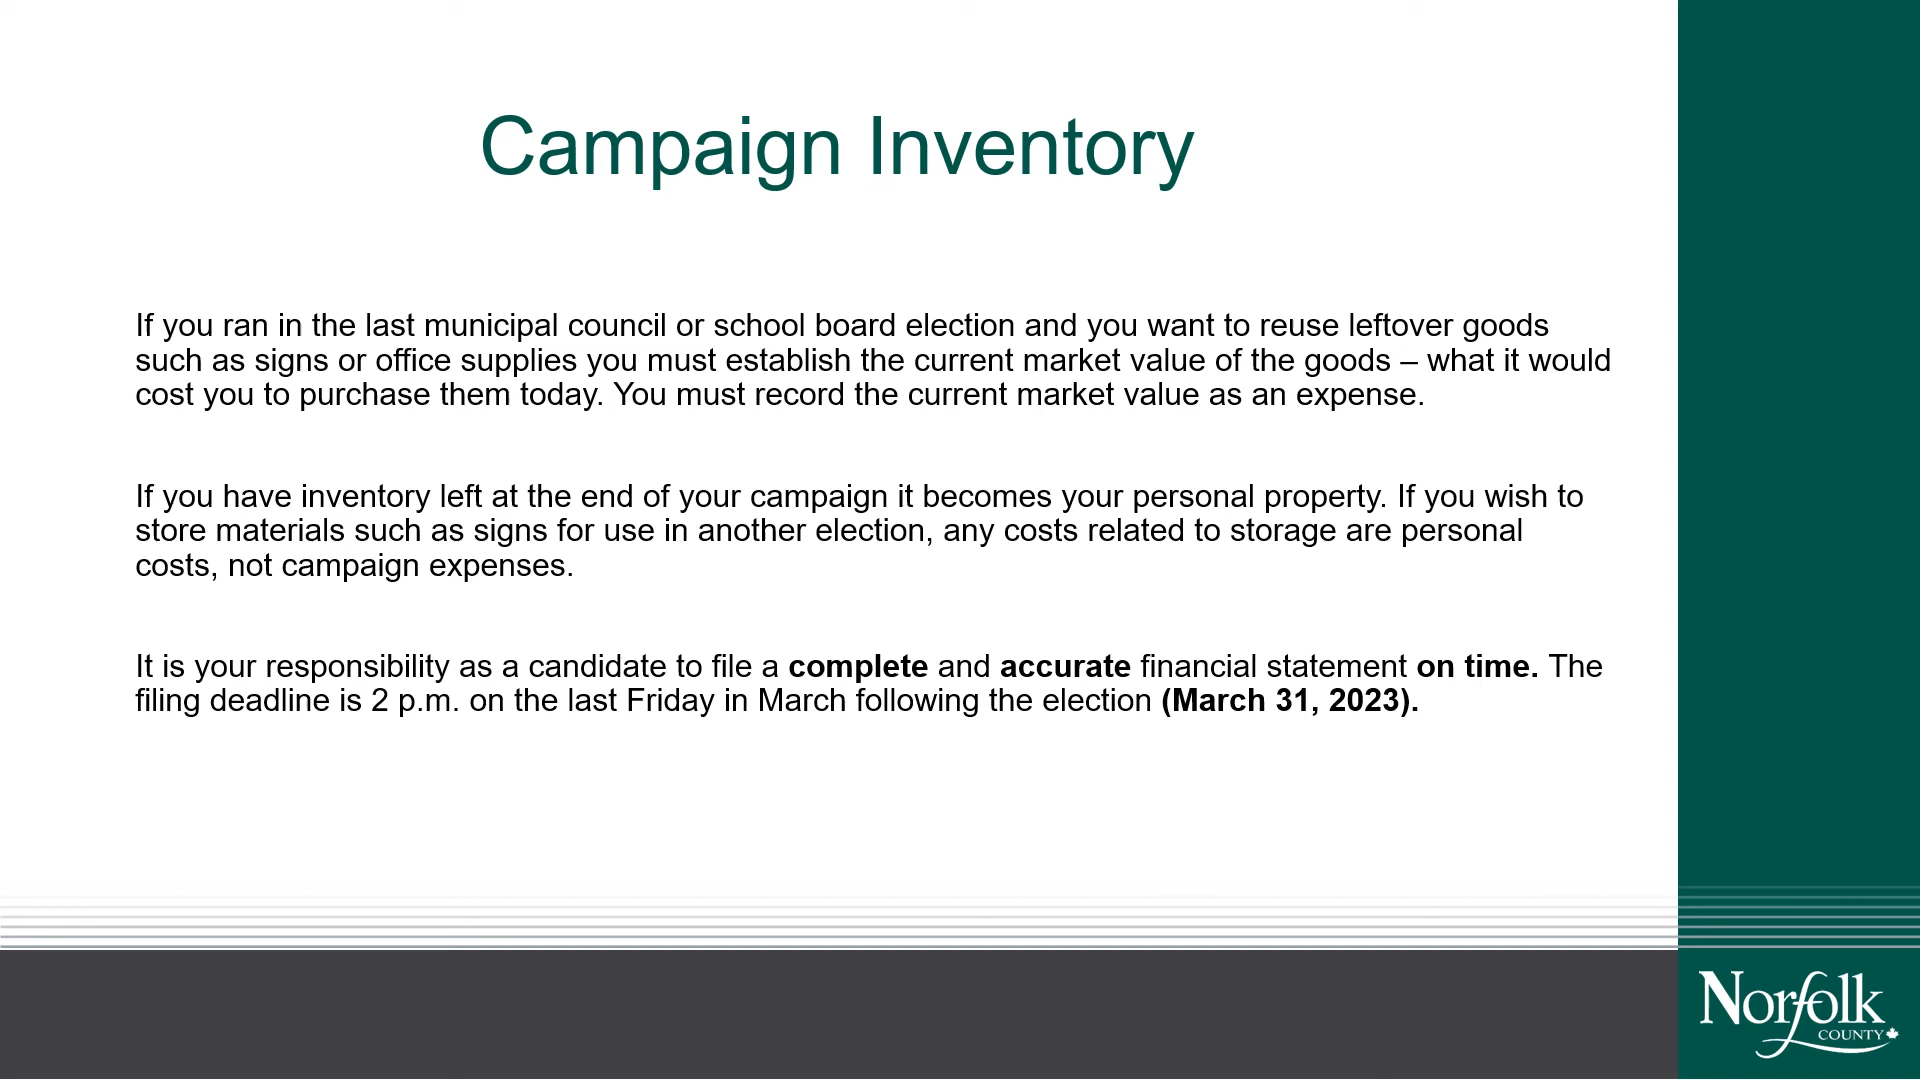 Campaign Inventory
If you ran in the last municipal council or school board election and you want to reuse leftover goods
such as signs or office supplies you must establish the current market value of the goods – what it would
cost you to purchase them today. You must record the current market value as an expense.
If you have inventory left at the end of your campaign it becomes your personal property. If you wish to
store materials such as signs for use in another election, any costs related to storage are personal
costs, not campaign expenses.
It is your responsibility as a candidate to file a complete and accurate financial statement on time. The
filing deadline is 2 p.m. on the last Friday in March following the election (March 31, 2023).
Norfolk
COUNTY